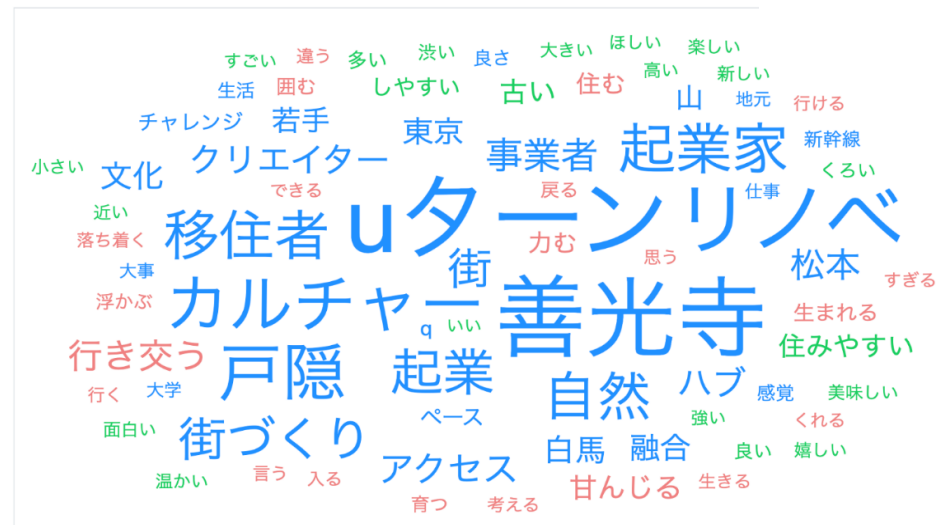 すごい 違う 多い 渋い 良さ 大きい ほしい 楽しい
生活 囲む しやすい 古い 住む 高い 新しい
チャレンジ 若手 東京 山 地元 行ける
小さい 文化 クリエイター 事業者 起業家 新幹線 くろい
できる 戻る 仕事
近い 移住者 uターン リノベ
落ち着く 力む
大事 街 思う 松本 すぎる
浮かぶ カルチャー 善光寺 生まれる
q いい
行き交う 戸隠 起業 住みやすい
行く 大学 自然 ハブ 感覚 美味しい
面白い 街づくり ペース 強い くれる
温かい 言う 入る アクセス 白馬 融合 良い 嬉しい
育つ 考える 甘んじる 生きる